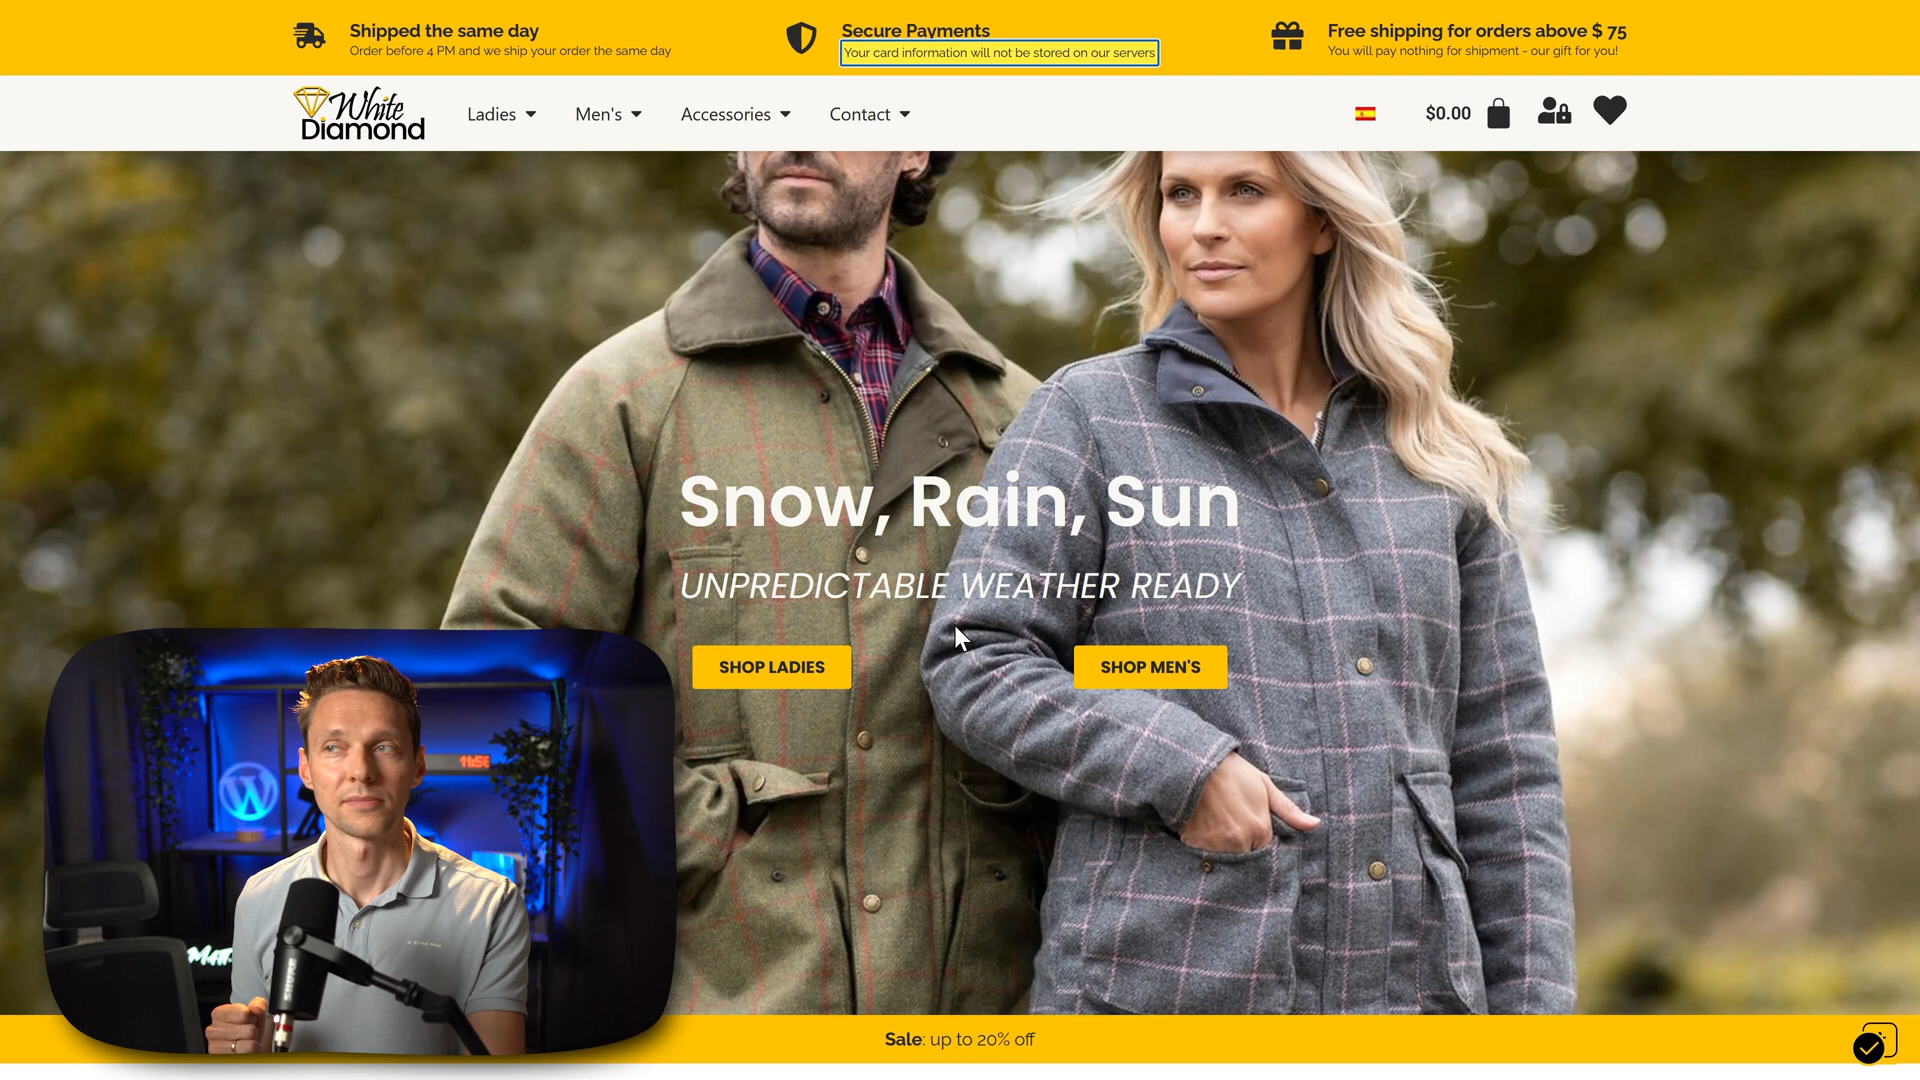 Shipped the same day
Order before 4 PM and we ship your order the same day
Secure Payments
Your card information will not be stored on our servers
Free shipping for orders above $ 75
You will pay nothing for shipment - our gift for you!
White
Diamond
Ladies
Men's
Accessories
Contact
$0.00
Snow, Rain, Sun
UNPREDICTABLE WEATHER READY
SHOP LADIES
SHOP MEN'S
11:56
SHURE
Sale: up to 20% off